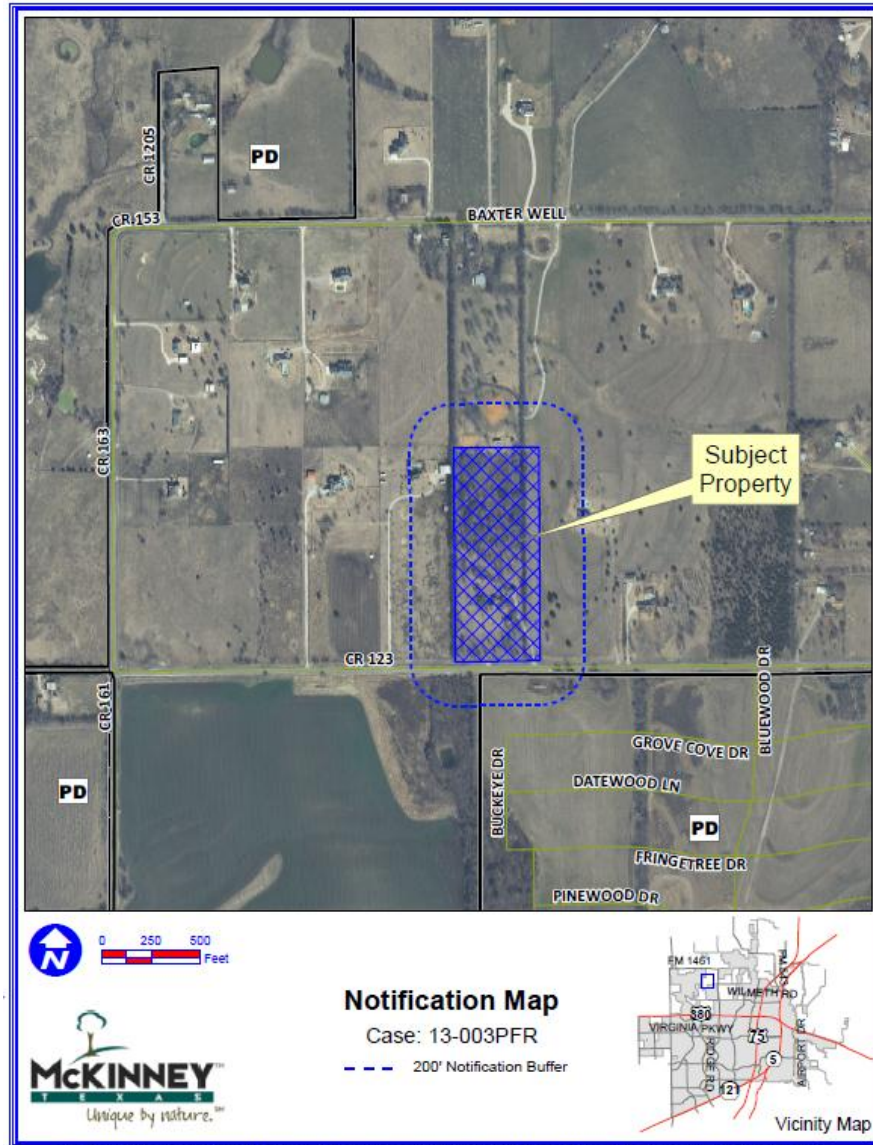 CR 1205
PD
CR 153
BAXTER WELL
CR 163
Subject
Property
CR 123
CR 161
BLUEWOOD DR
GROVE COVE DR
BUCKEYE DR
DATEWOOD LN
PD
PD
FRINGETREE DR
PINEWOOD DR
N
0 250 500
Feet
Notification Map
Case: 13-003PFR
200' Notification Buffer
McKINNEY
TEXAS
Unique by nature.℠
FM 1461
WILMETH RD
380
VIRGINIA PKWY
RIDGE RD
75
AIRPORT DR
5
121
Vicinity Map